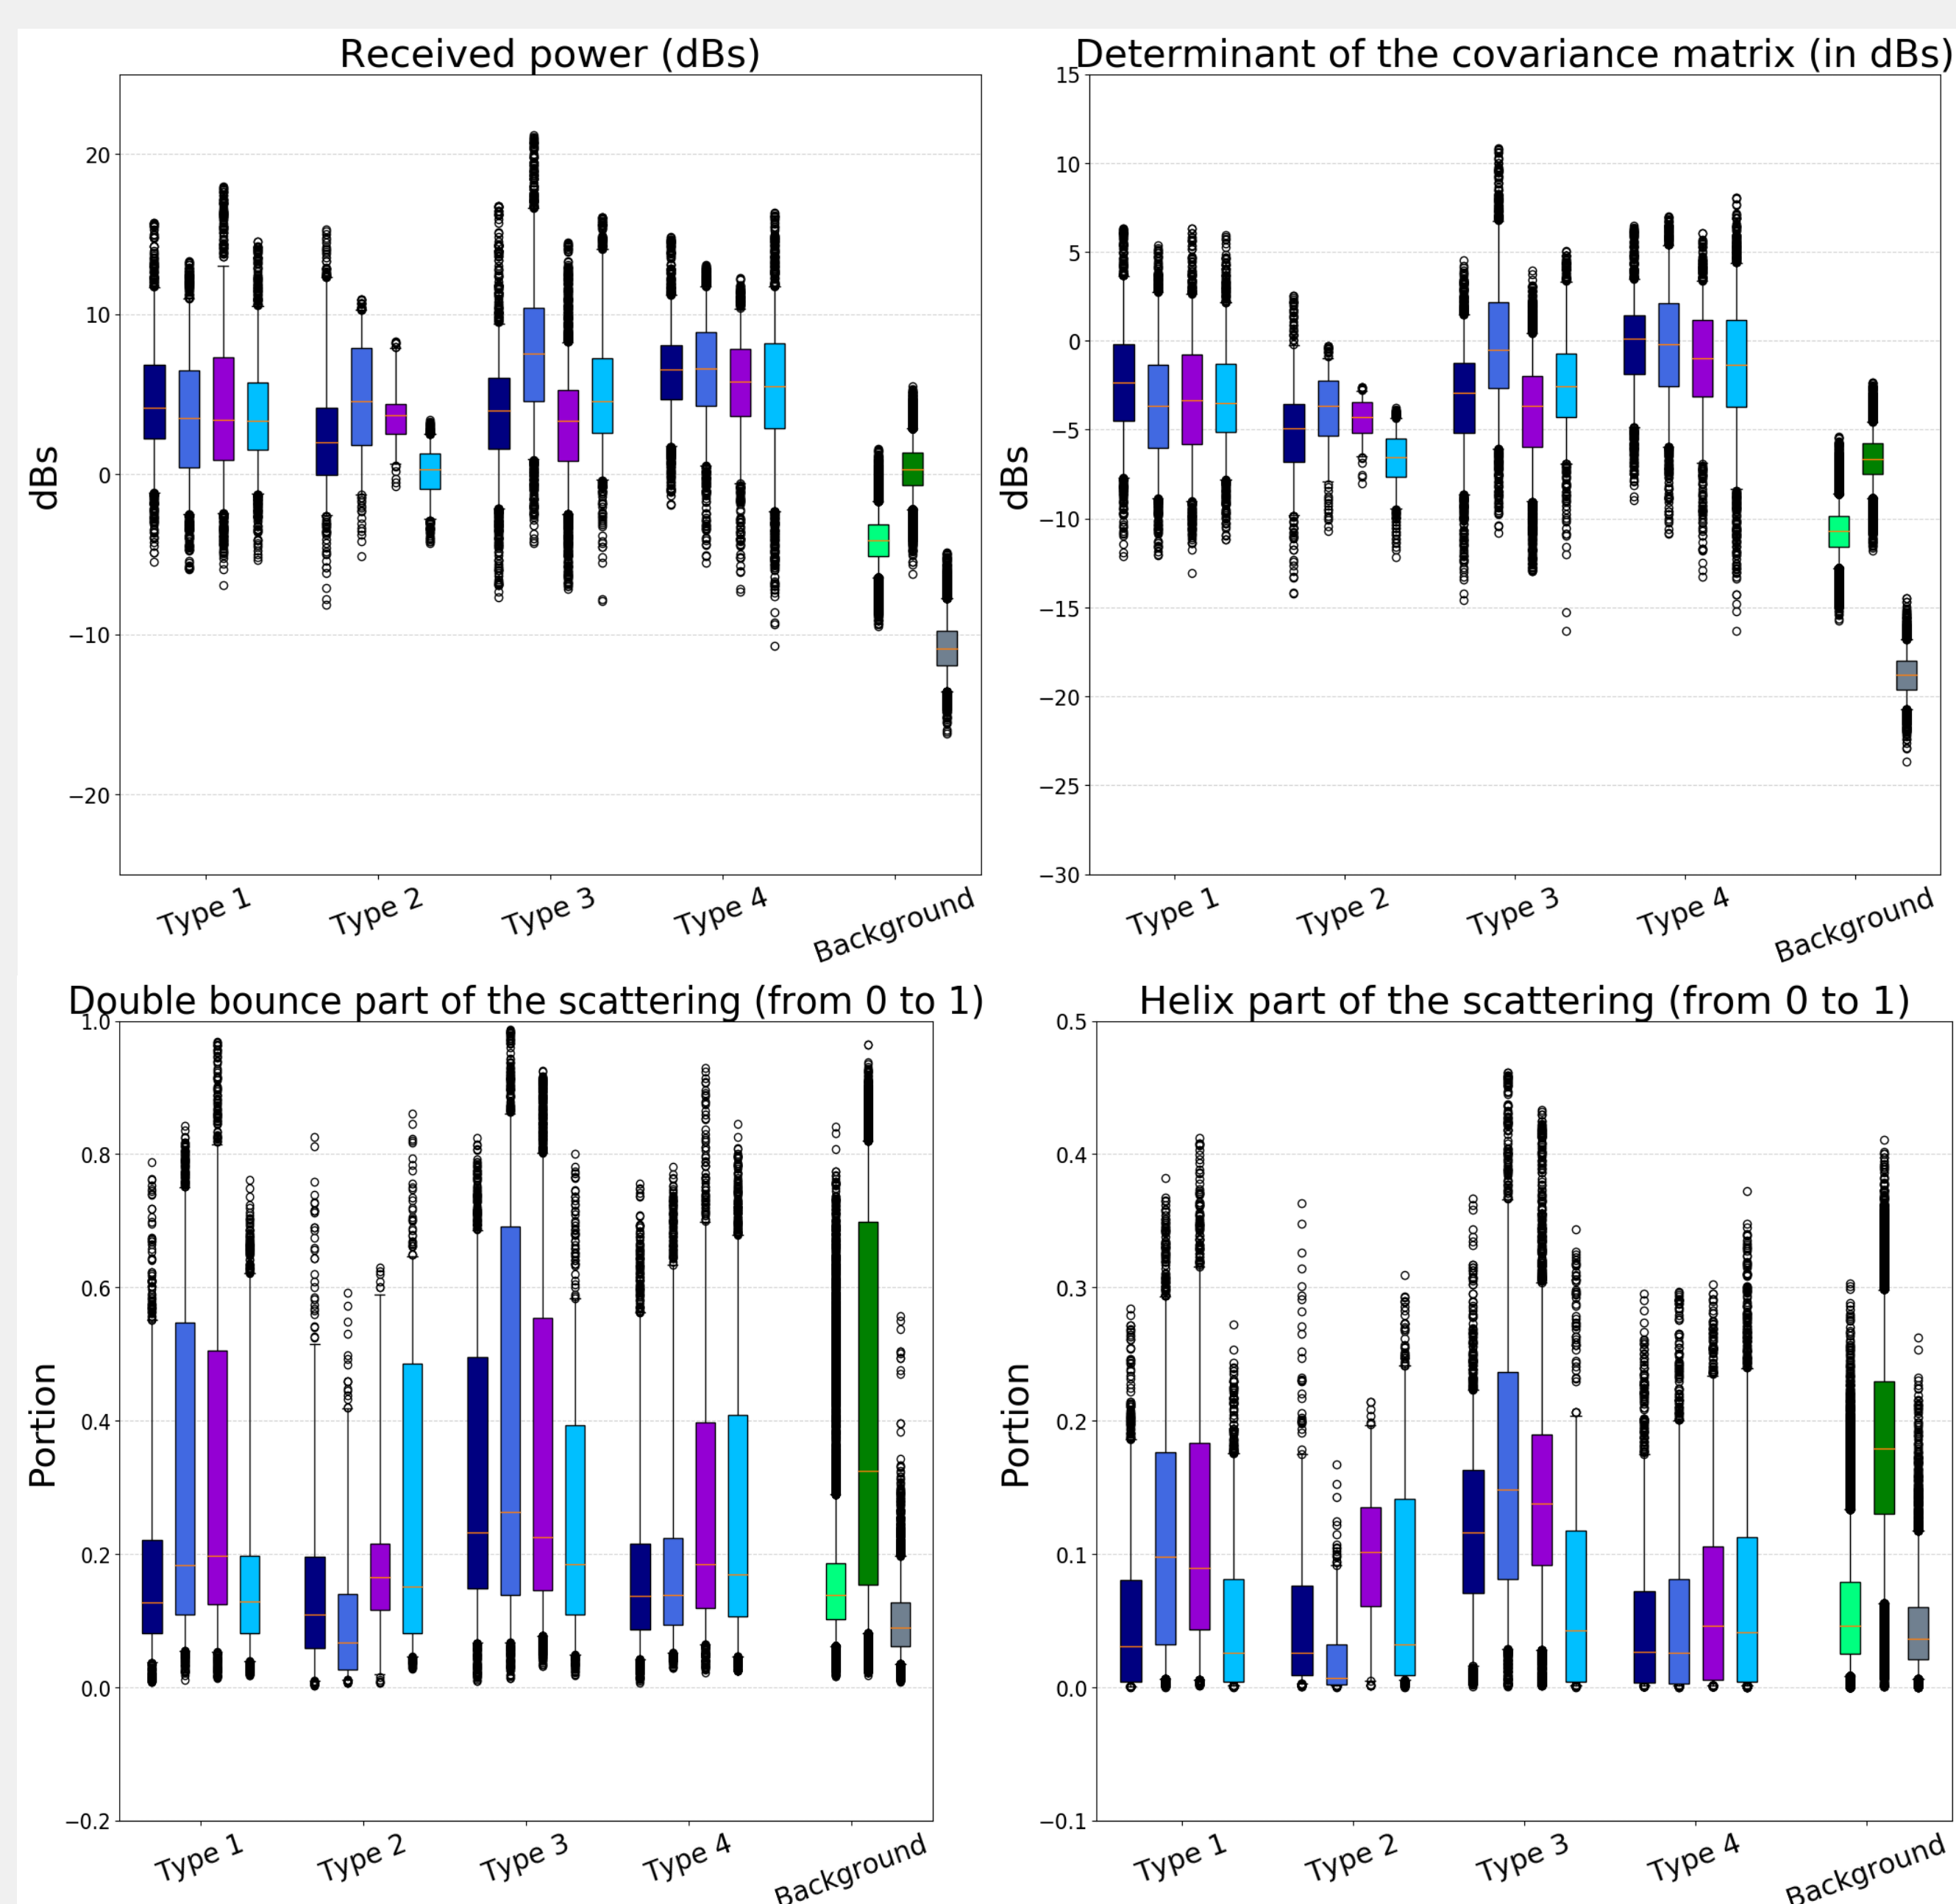 Received power (dBs)
20
10
0
−10
−20
dBs
Type 1
Type 2
Type 3
Type 4
Background
Determinant of the covariance matrix (in dBs)
15
10
5
0
−5
−10
−15
−20
−25
−30
dBs
Type 1
Type 2
Type 3
Type 4
Background
Double bounce part of the scattering (from 0 to 1)
1.0
0.8
0.6
0.4
0.2
0.0
−0.2
Portion
Type 1
Type 2
Type 3
Type 4
Background
Helix part of the scattering (from 0 to 1)
0.5
0.4
0.3
0.2
0.1
0.0
−0.1
Portion
Type 1
Type 2
Type 3
Type 4
Background